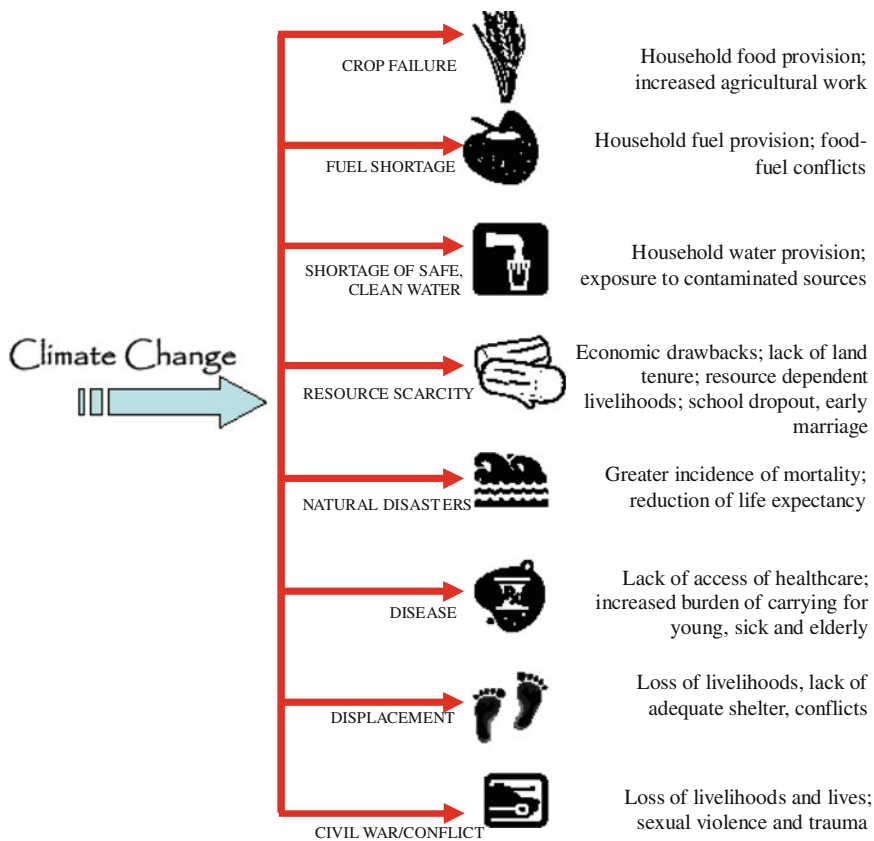 CROP FAILURE
Household food provision;
increased agricultural work
FUEL SHORTAGE
Household fuel provision; food-
fuel conflicts
SHORTAGE OF SAFE,
CLEAN WATER
Household water provision;
exposure to contaminated sources
Climate Change
RESOURCE SCARCITY
Economic drawbacks; lack of land
tenure; resource dependent
livelihoods; school dropout, early
marriage
NATURAL DISASTERS
Greater incidence of mortality;
reduction of life expectancy
DISEASE
Rx
Lack of access of healthcare;
increased burden of carrying for
young, sick and elderly
DISPLACEMENT
Loss of livelihoods, lack of
adequate shelter, conflicts
CIVIL WAR/CONFLICT
Loss of livelihoods and lives;
sexual violence and trauma